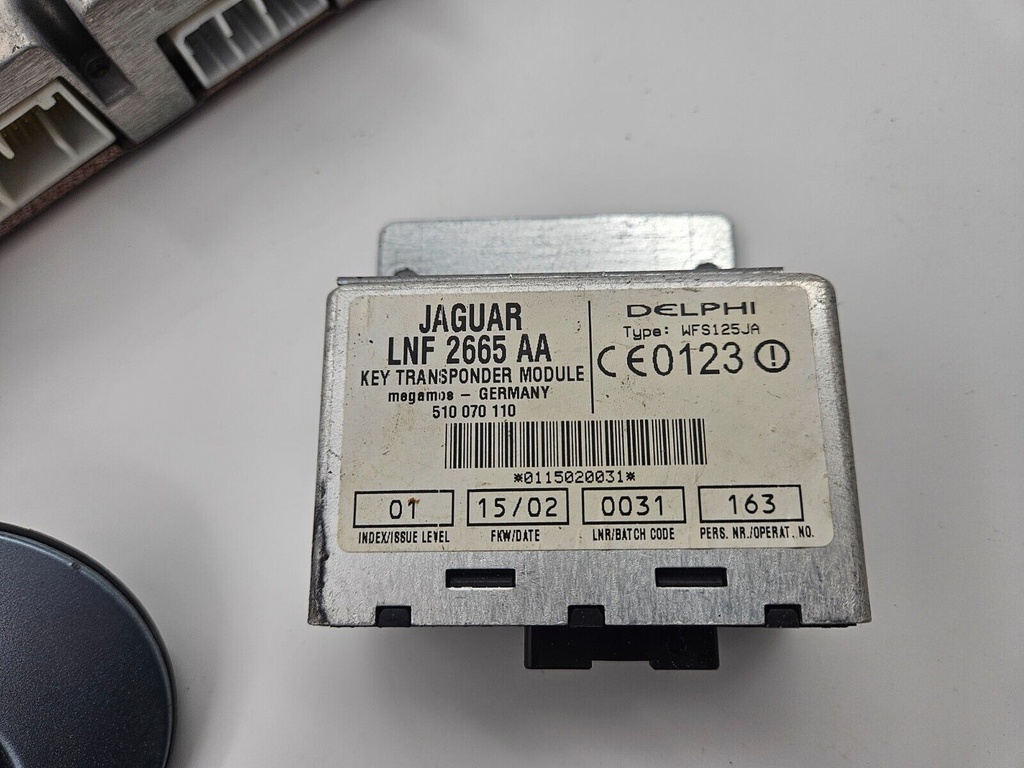 JAGUAR
LNF 2665 AA
KEY TRANSPONDER MODULE
megamos - GERMANY
510 070 110
DELPHI
Type: WFS125JA
CE0123
*0115020031*
01 15/02 0031 163
INDEX/ISSUE LEVEL FKW/DATE LNR/BATCH CODE PERS. NR./OPERAT. NO.